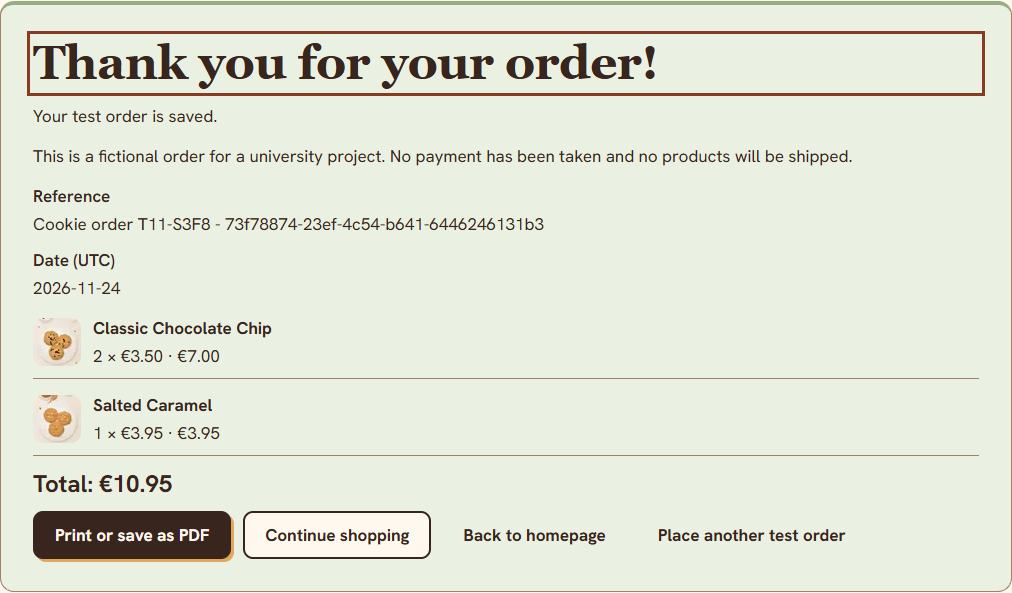 Thank you for your order!
Your test order is saved.
This is a fictional order for a university project. No payment has been taken and no products will be shipped.
Reference
Cookie order T11-S3F8 - 73f78874-23ef-4c54-b641-6446246131b3
Date (UTC)
2026-11-24
Classic Chocolate Chip
2 × €3.50 · €7.00
Salted Caramel
1 × €3.95 · €3.95
Total: €10.95
Print or save as PDF
Continue shopping
Back to homepage
Place another test order